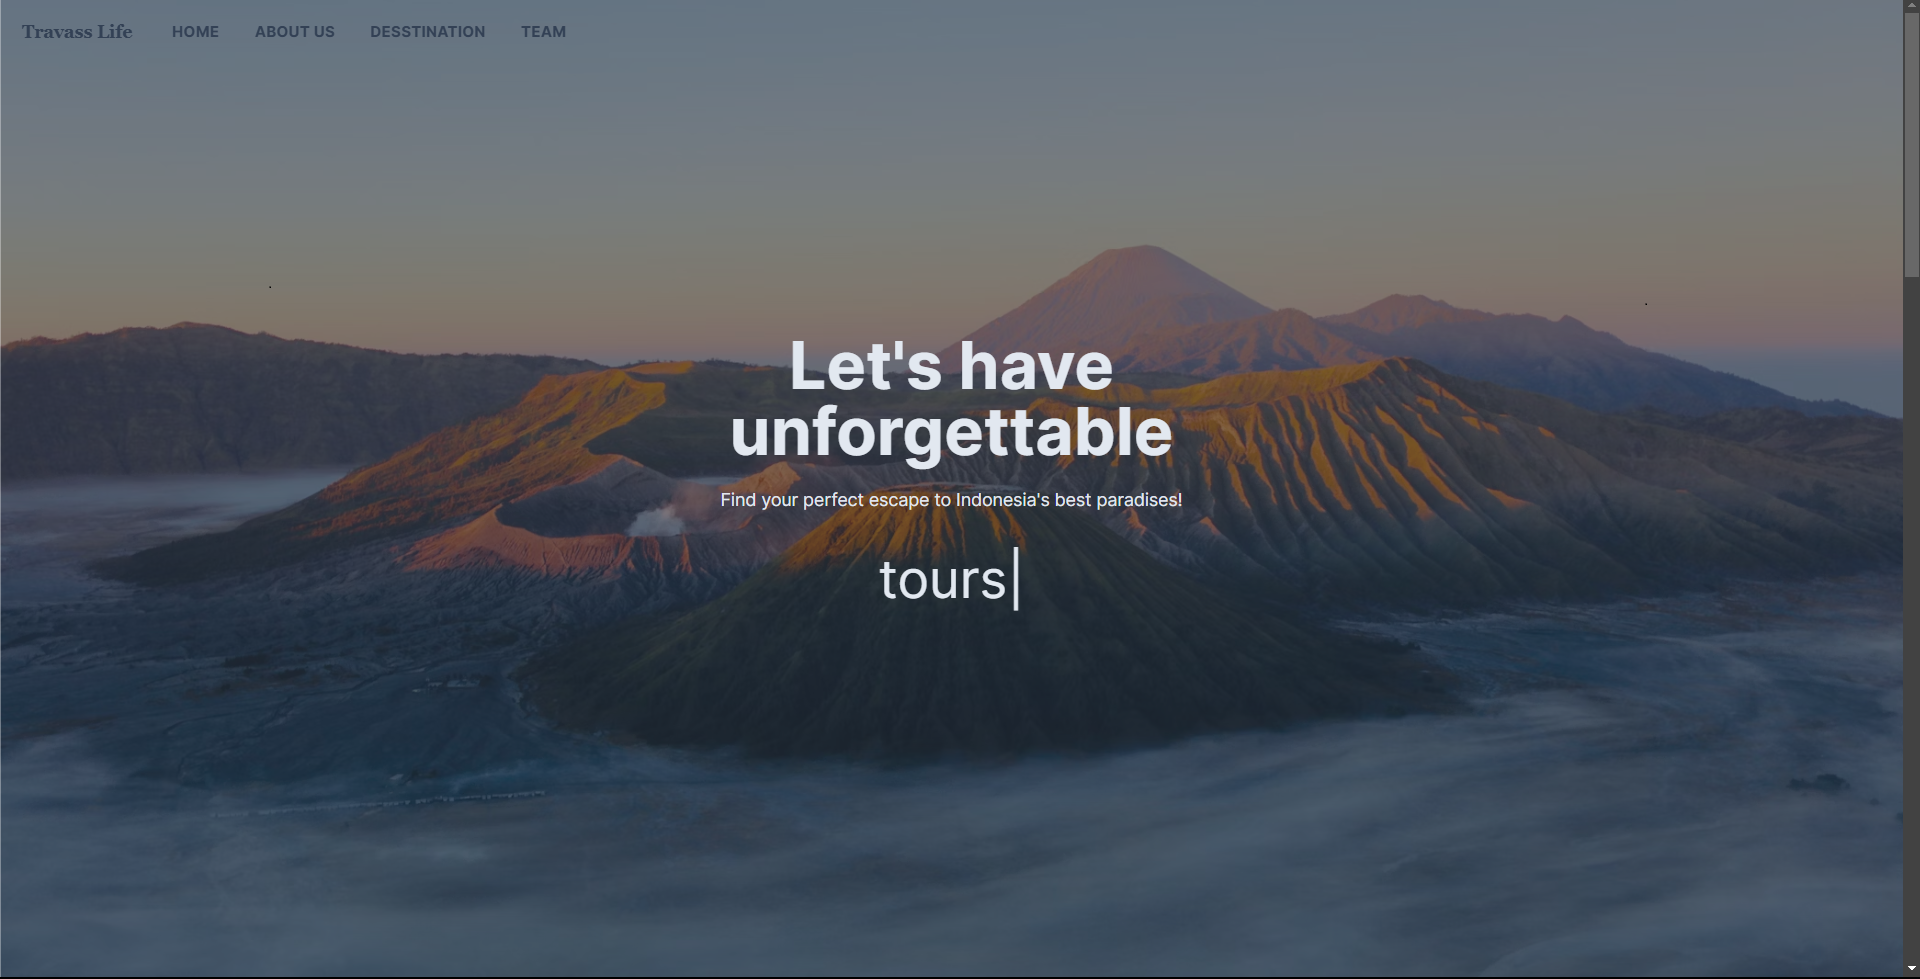 Travass Life HOME ABOUT US DESSTINATION TEAM
Let's have
unforgettable
Find your perfect escape to Indonesia's best paradises!
tours|